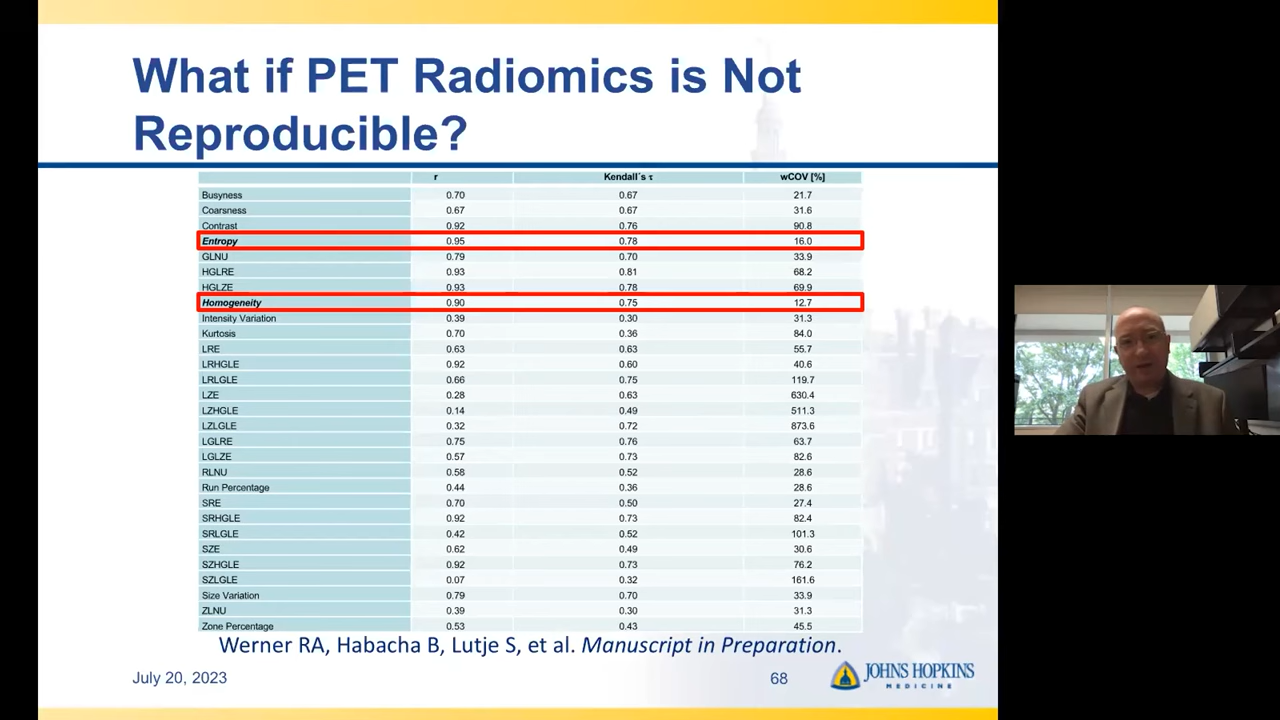 What if PET Radiomics is Not
Reproducible?
r Kendall´s τ wCOV [%]
Busyness 0.70 0.67 21.7
Coarsness 0.67 0.67 31.6
Contrast 0.92 0.76 90.8
Entropy 0.95 0.78 16.0
GLNU 0.79 0.70 33.9
HGLRE 0.93 0.81 68.2
HGLZE 0.93 0.78 69.9
Homogeneity 0.90 0.75 12.7
Intensity Variation 0.39 0.30 31.3
Kurtosis 0.70 0.36 84.0
LRE 0.63 0.63 55.7
LRHGLE 0.92 0.60 40.6
LRLGLE 0.66 0.75 119.7
LZE 0.28 0.63 630.4
LZHGLE 0.14 0.49 511.3
LZLGLE 0.32 0.72 873.6
LGLRE 0.75 0.76 63.7
LGLZE 0.57 0.73 82.6
RLNU 0.58 0.52 28.6
Run Percentage 0.44 0.36 28.6
SRE 0.70 0.50 27.4
SRHGLE 0.92 0.73 82.4
SRLGLE 0.42 0.52 101.3
SZE 0.62 0.49 30.6
SZHGLE 0.92 0.73 76.2
SZLGLE 0.07 0.32 161.6
Size Variation 0.79 0.70 33.9
ZLNU 0.39 0.30 31.3
Zone Percentage 0.53 0.43 45.5
Werner RA, Habacha B, Lutje S, et al. Manuscript in Preparation.
July 20, 2023 68 JOHNS HOPKINS
MEDICINE